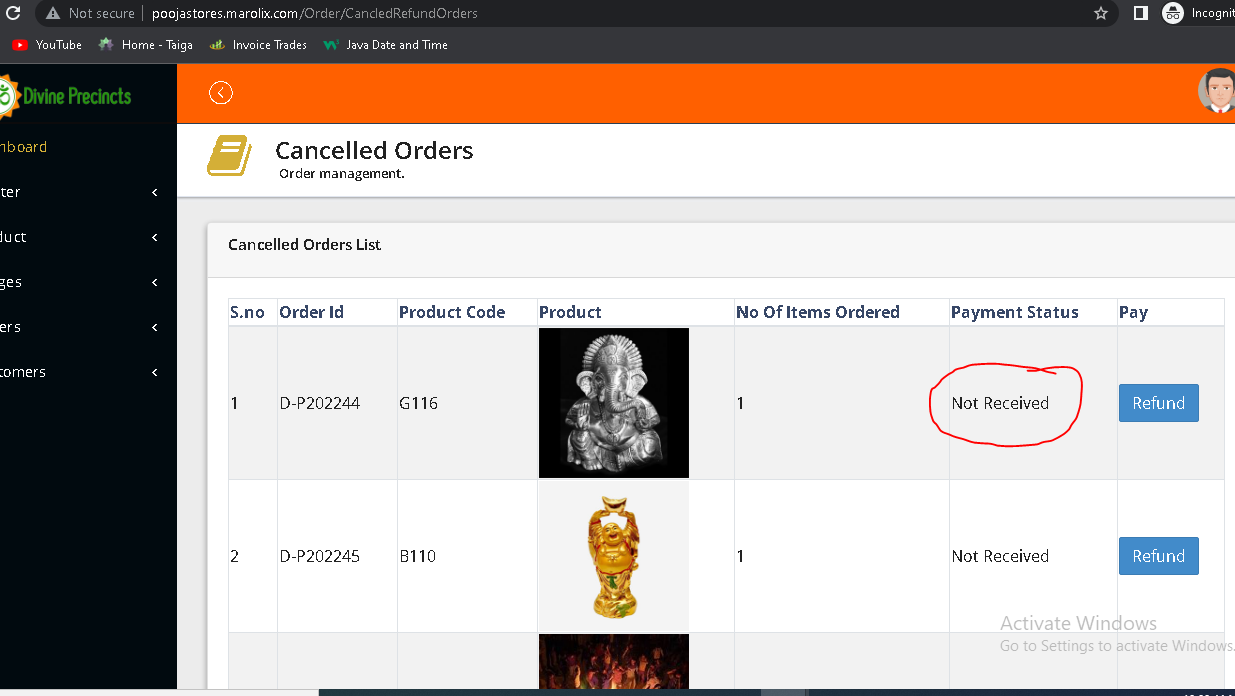 Not secure | poojastores.marolix.com/Order/CancledRefundOrders
Incognit
YouTube Home - Taiga Invoice Trades Java Date and Time
Divine Precincts
hboard
ter
duct
ges
ers
tomers
Cancelled Orders
Order management.
Cancelled Orders List
S.no Order Id Product Code Product No Of Items Ordered Payment Status Pay
1 D-P202244 G116 1 Not Received Refund
2 D-P202245 B110 1 Not Received Refund
Activate Windows
Go to Settings to activate Windows.